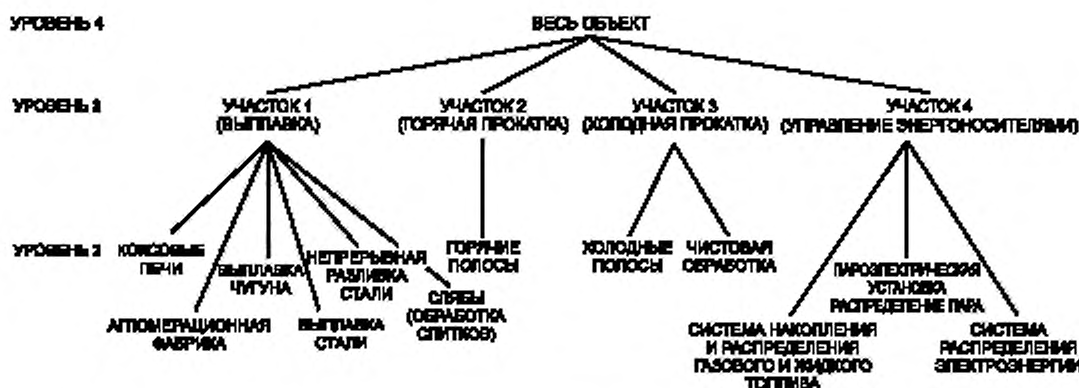 УРОВЕНЬ 4
ВЕСЬ ОБЪЕКТ
УРОВЕНЬ 3
УЧАСТОК 1
(ВЫПЛАВКА)
УЧАСТОК 2
(ГОРЯЧАЯ ПРОКАТКА)
УЧАСТОК 3
(ХОЛОДНАЯ ПРОКАТКА)
УЧАСТОК 4
(УПРАВЛЕНИЕ ЭНЕРГОНОСИТЕЛЯМИ)
УРОВЕНЬ 2
КОКСОВЫЕ
ПЕЧИ
АГЛОМЕРАЦИОННАЯ
ФАБРИКА
ВЫПЛАВКА
ЧУГУНА
ВЫПЛАВКА
СТАЛИ
НЕПРЕРЫВНАЯ
РАЗЛИВКА
СТАЛИ
СЛЯБЫ
(ОБРАБОТКА
СЛИТКОВ)
ГОРЯЧИЕ
ПОЛОСЫ
ХОЛОДНЫЕ
ПОЛОСЫ
ЧИСТОВАЯ
ОБРАБОТКА
СИСТЕМА НАКОПЛЕНИЯ
И РАСПРЕДЕЛЕНИЯ
ГАЗОВОГО И ЖИДКОГО
ТОПЛИВА
ПАРОЭЛЕКТРИЧЕСКАЯ
УСТАНОВКА
РАСПРЕДЕЛЕНИЕ ПАРА
СИСТЕМА
РАСПРЕДЕЛЕНИЯ
ЭЛЕКТРОЭНЕРГИИ